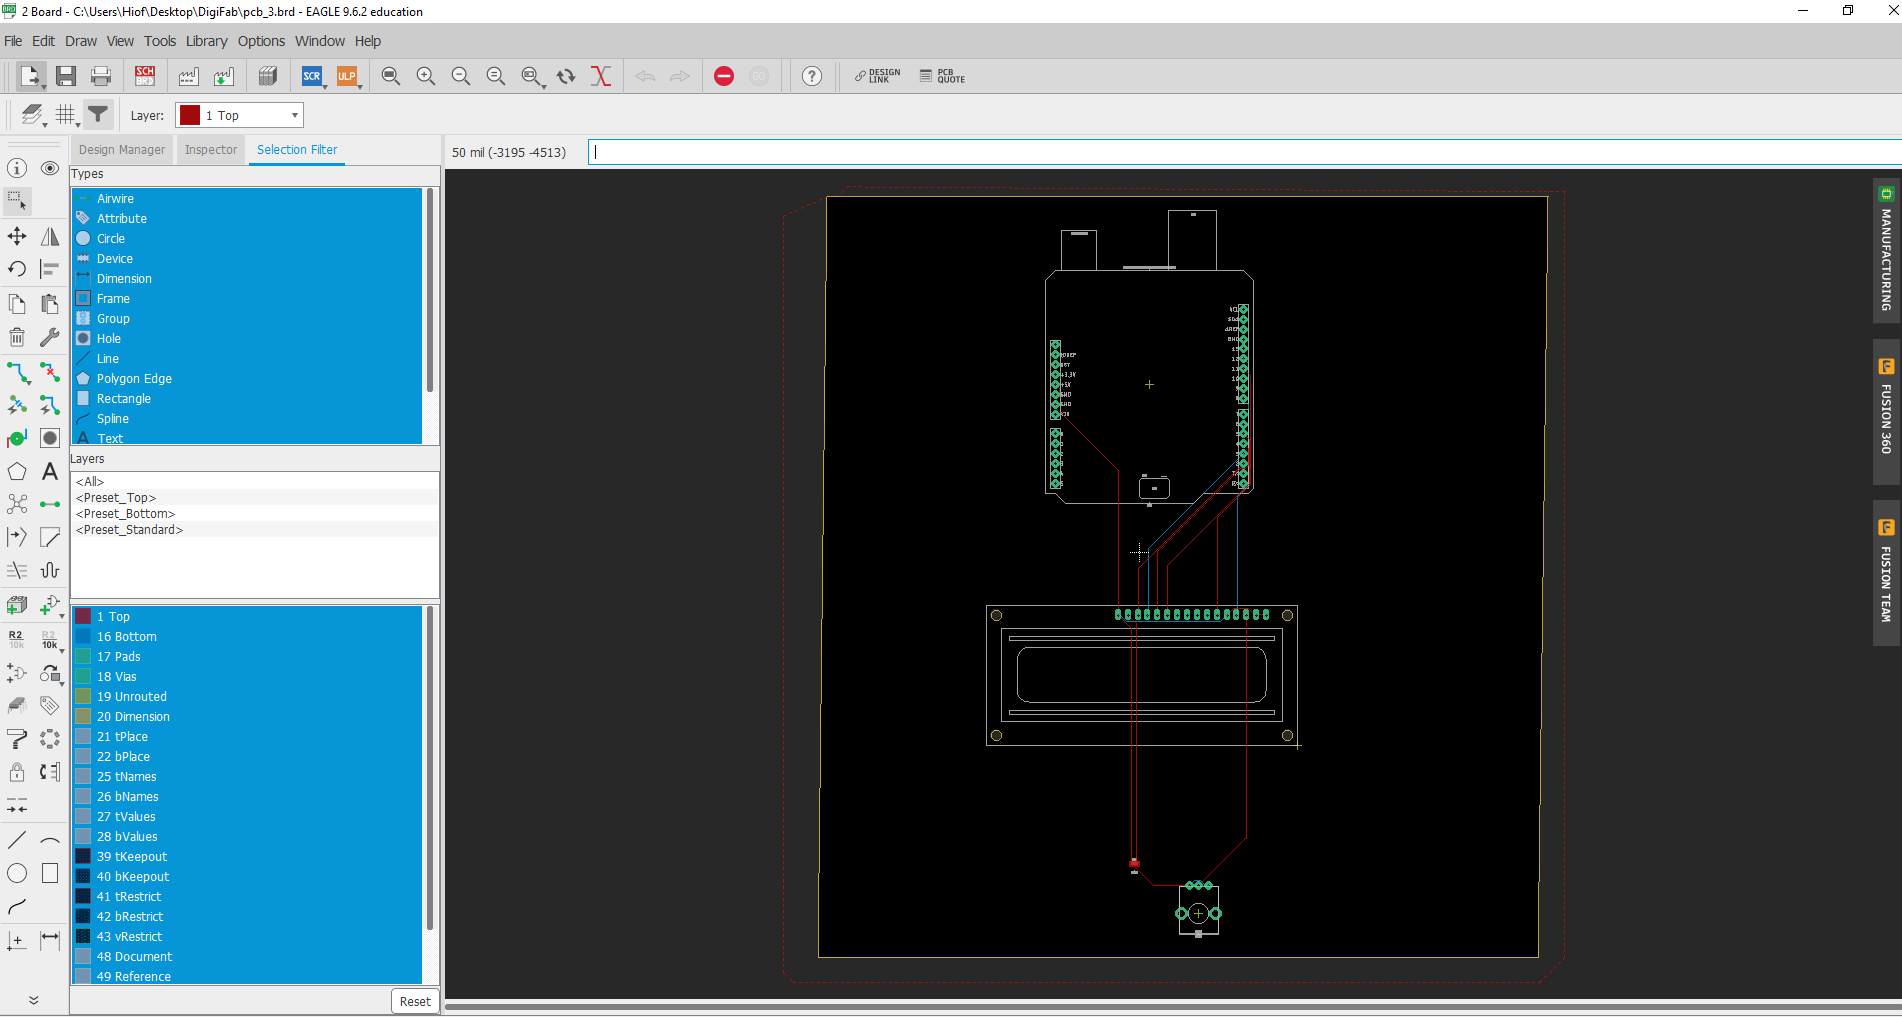 2 Board - C:\Users\Hiof\Desktop\DigiFab\pcb_3.brd - EAGLE 9.6.2 education
File Edit Draw View Tools Library Options Window Help
SCH BRD SCR ULP GO ? DESIGN LINK PCB QUOTE
Layer: 1 Top
Design Manager Inspector Selection Filter
50 mil (-3195 -4513)
Types
Airwire
Attribute
Circle
Device
Dimension
Frame
Group
Hole
Line
Polygon Edge
Rectangle
Spline
Text
Layers
<All>
<Preset_Top>
<Preset_Bottom>
<Preset_Standard>
1 Top
16 Bottom
17 Pads
18 Vias
19 Unrouted
20 Dimension
21 tPlace
22 bPlace
25 tNames
26 bNames
27 tValues
28 bValues
39 tKeepout
40 bKeepout
41 tRestrict
42 bRestrict
43 vRestrict
48 Document
49 Reference
Reset
R2
10k
R2
10k
+3.3V
+5V
GND
GND
MANUFACTURING
FUSION 360
FUSION TEAM